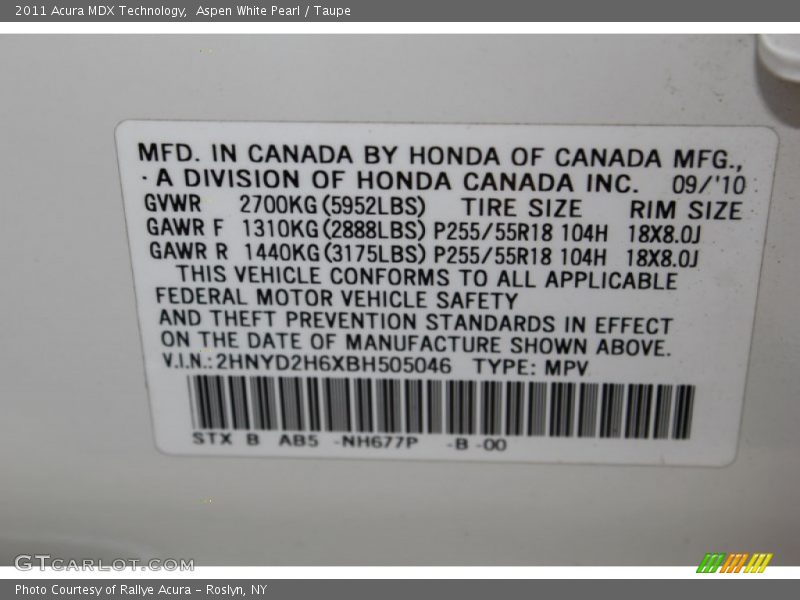 2011 Acura MDX Technology,  Aspen White Pearl / Taupe
MFD. IN CANADA BY HONDA OF CANADA MFG.,
· A DIVISION OF HONDA CANADA INC. 09/'10
GVWR 2700KG(5952LBS) TIRE SIZE RIM SIZE
GAWR F 1310KG(2888LBS) P255/55R18 104H 18X8.0J
GAWR R 1440KG(3175LBS) P255/55R18 104H 18X8.0J
THIS VEHICLE CONFORMS TO ALL APPLICABLE
FEDERAL MOTOR VEHICLE SAFETY
AND THEFT PREVENTION STANDARDS IN EFFECT
ON THE DATE OF MANUFACTURE SHOWN ABOVE.
V.I.N.:2HNYD2H6XBH505046 TYPE: MPV
STX B AB5 -NH677P -B -00
GTCARLOT.COM
Photo Courtesy of Rallye Acura – Roslyn, NY